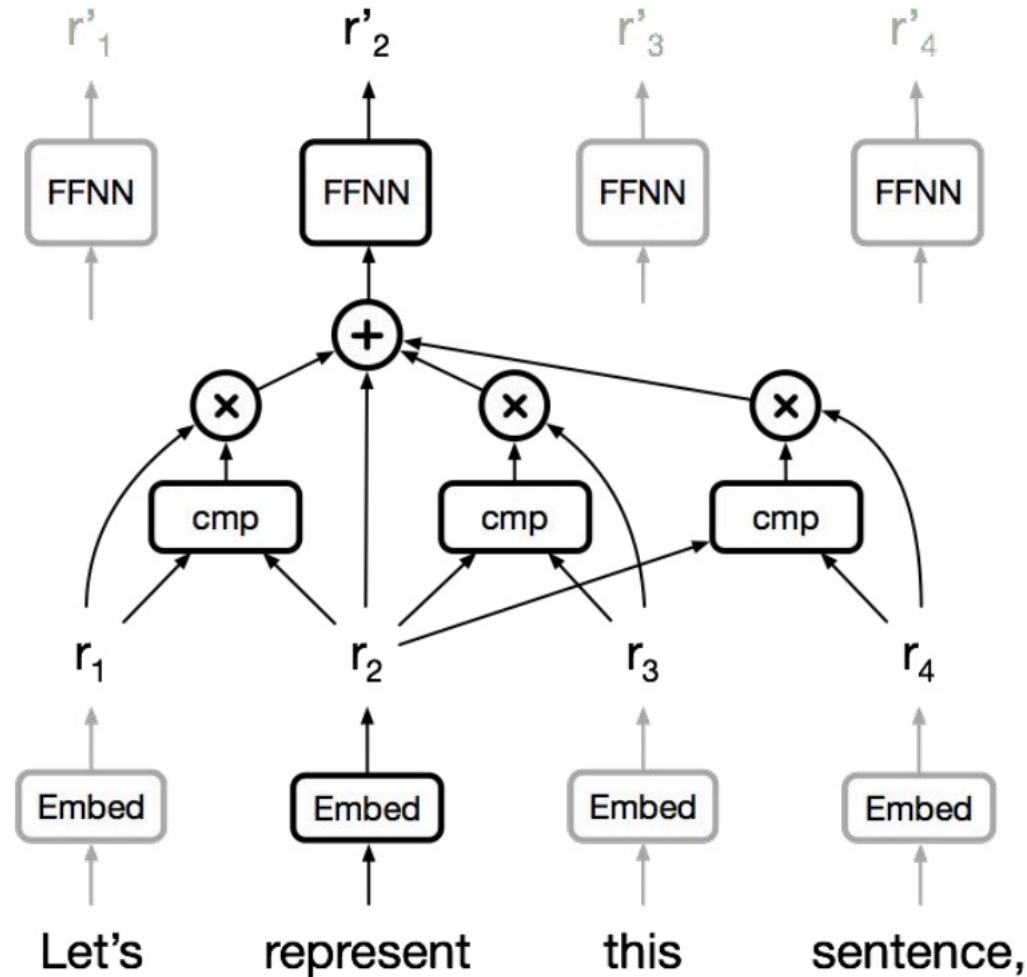 r'₁ r'₂ r'₃ r'₄
FFNN FFNN FFNN FFNN
+
× × ×
cmp cmp cmp
r₁ r₂ r₃ r₄
Embed Embed Embed Embed
Let's represent this sentence,